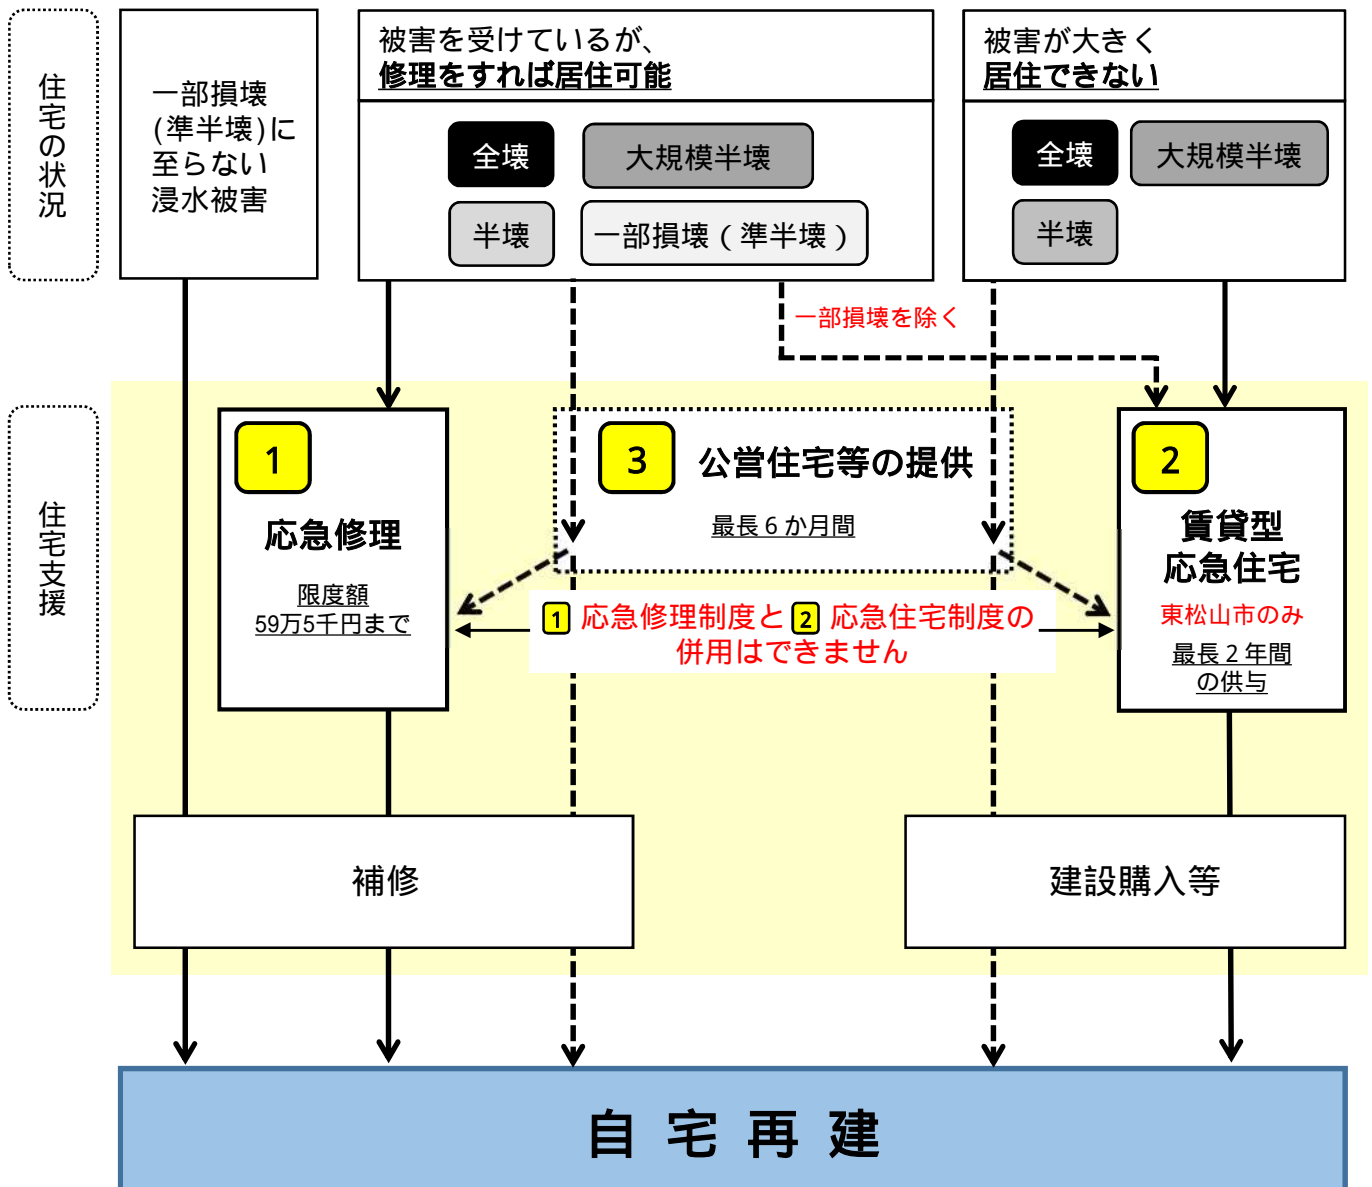 住宅の状況
一部損壊
(準半壊)に
至らない
浸水被害
被害を受けているが、
修理をすれば居住可能
全壊
大規模半壊
半壊
一部損壊（準半壊）
被害が大きく
居住できない
全壊
大規模半壊
半壊
一部損壊を除く
住宅支援
1
応急修理
限度額
59万5千円まで
3 公営住宅等の提供
最長６か月間
2
賃貸型
応急住宅
東松山市のみ
最長２年間
の供与
1 応急修理制度と 2 応急住宅制度の
併用はできません
補修
建設購入等
自宅再建